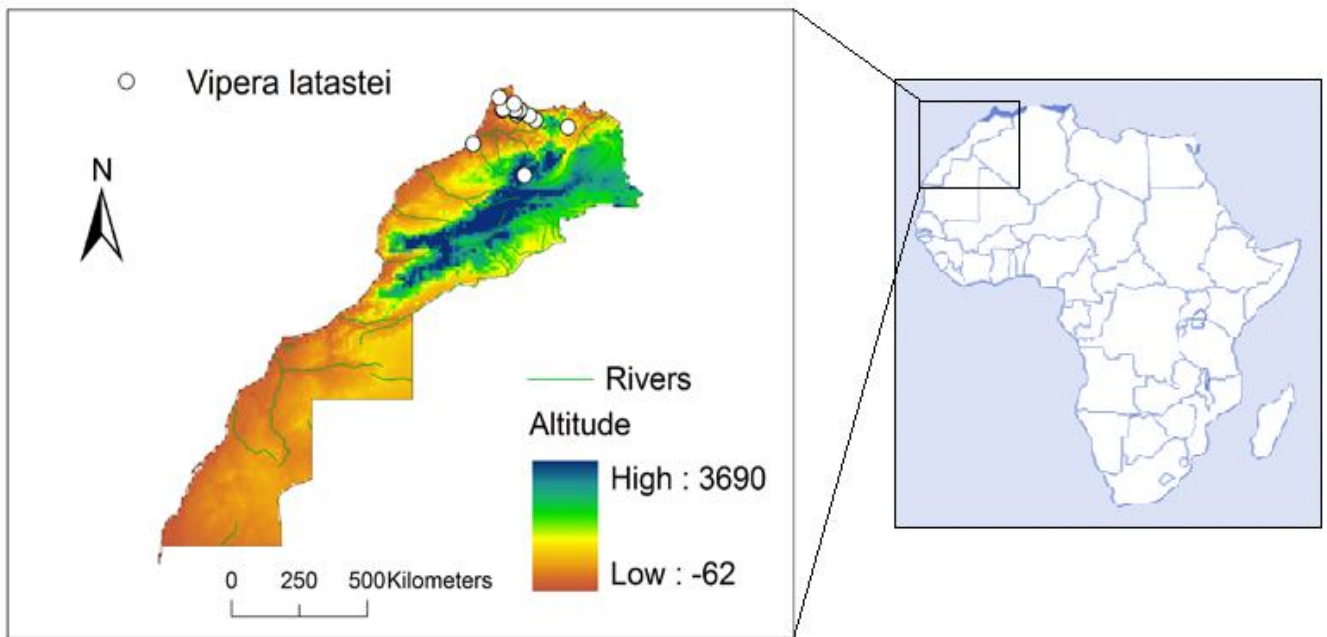 Vipera latastei
N
Rivers
Altitude
High : 3690
Low : -62
0 250 500Kilometers